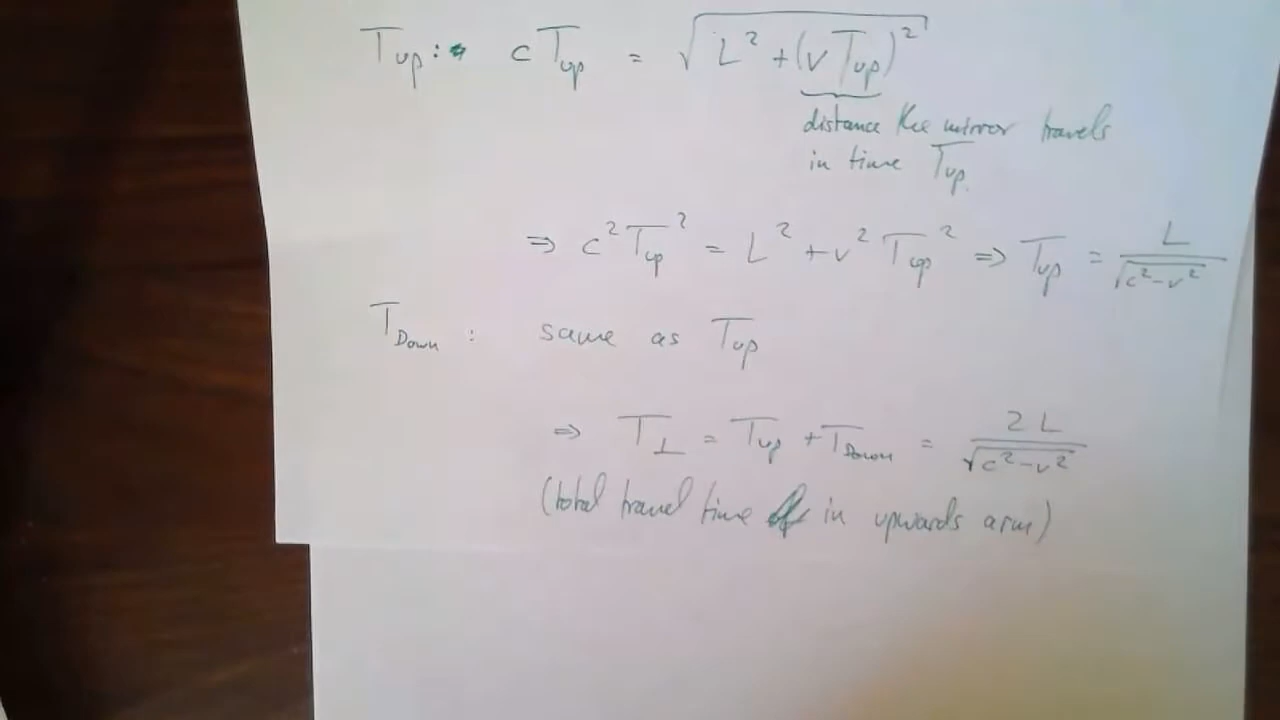 T_up: c T_up = √(L² + (v T_up)²)
distance the mirror travels
in time T_up.
⇒ c² T_up² = L² + v² T_up² ⇒ T_up = L / √(c² - v²)
T_Down : same as T_up
⇒ T_⊥ = T_up + T_Down = 2L / √(c² - v²)
(total travel time in upwards arm)